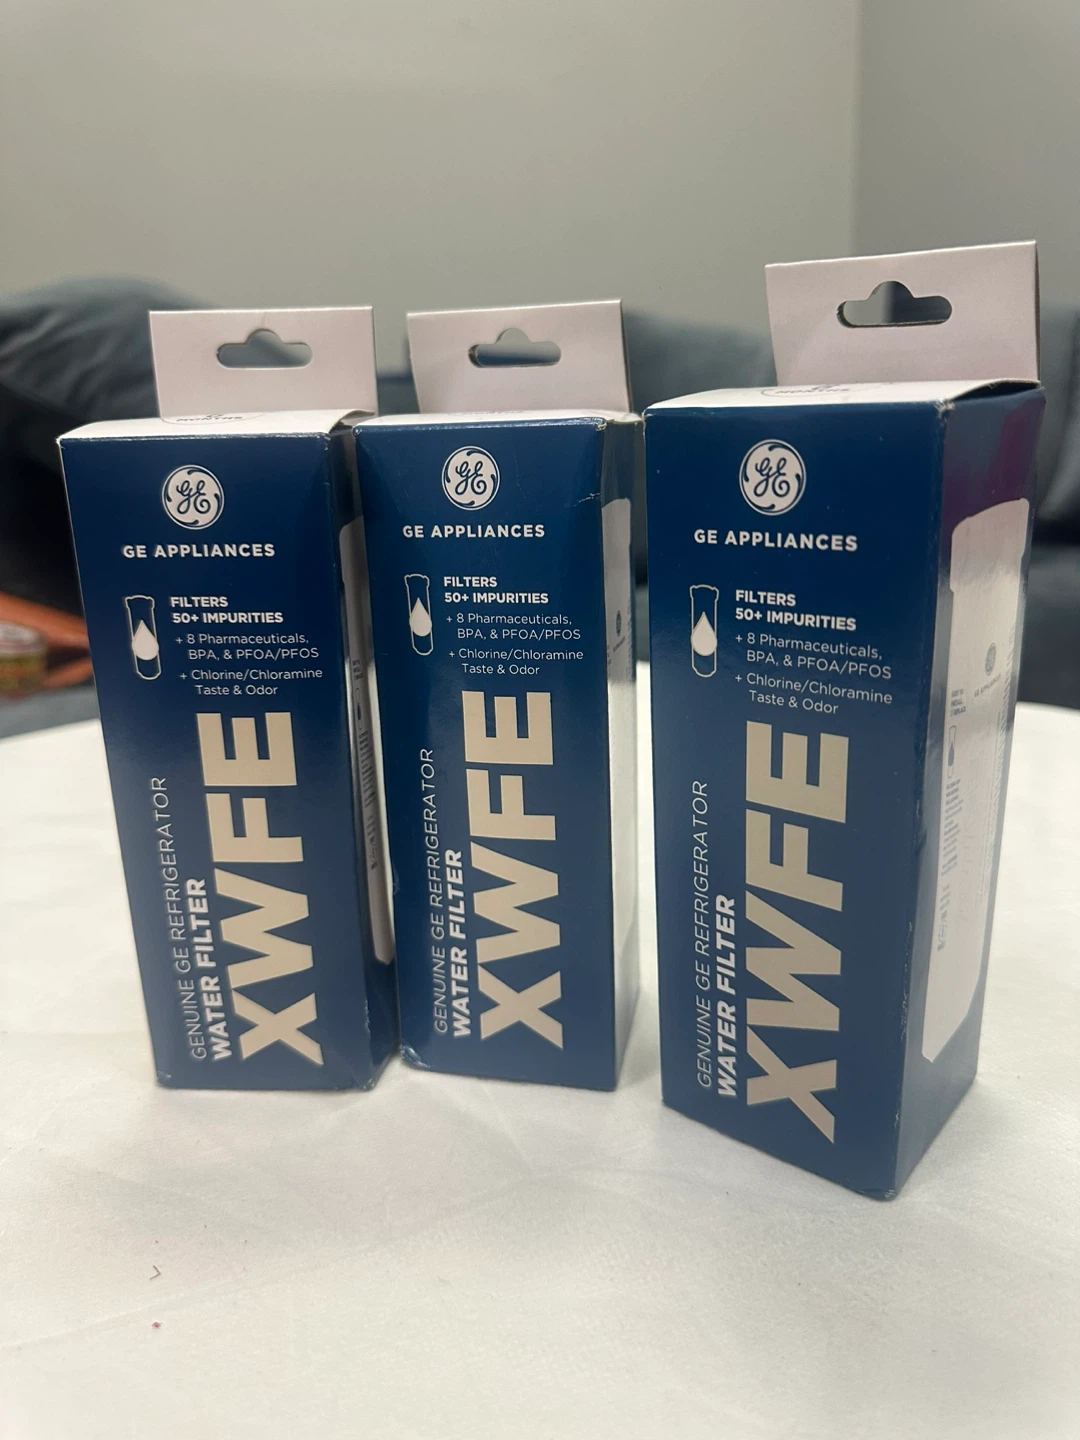 GE
GE APPLIANCES
FILTERS
50+ IMPURITIES
+ 8 Pharmaceuticals,
BPA, & PFOA/PFOS
+ Chlorine/Chloramine
Taste & Odor
GENUINE GE REFRIGERATOR
WATER FILTER
XWFE
GE
GE APPLIANCES
FILTERS
50+ IMPURITIES
+ 8 Pharmaceuticals,
BPA, & PFOA/PFOS
+ Chlorine/Chloramine
Taste & Odor
GENUINE GE REFRIGERATOR
WATER FILTER
XWFE
GE
GE APPLIANCES
FILTERS
50+ IMPURITIES
+ 8 Pharmaceuticals,
BPA, & PFOA/PFOS
+ Chlorine/Chloramine
Taste & Odor
GENUINE GE REFRIGERATOR
WATER FILTER
XWFE
GE APPLIANCES